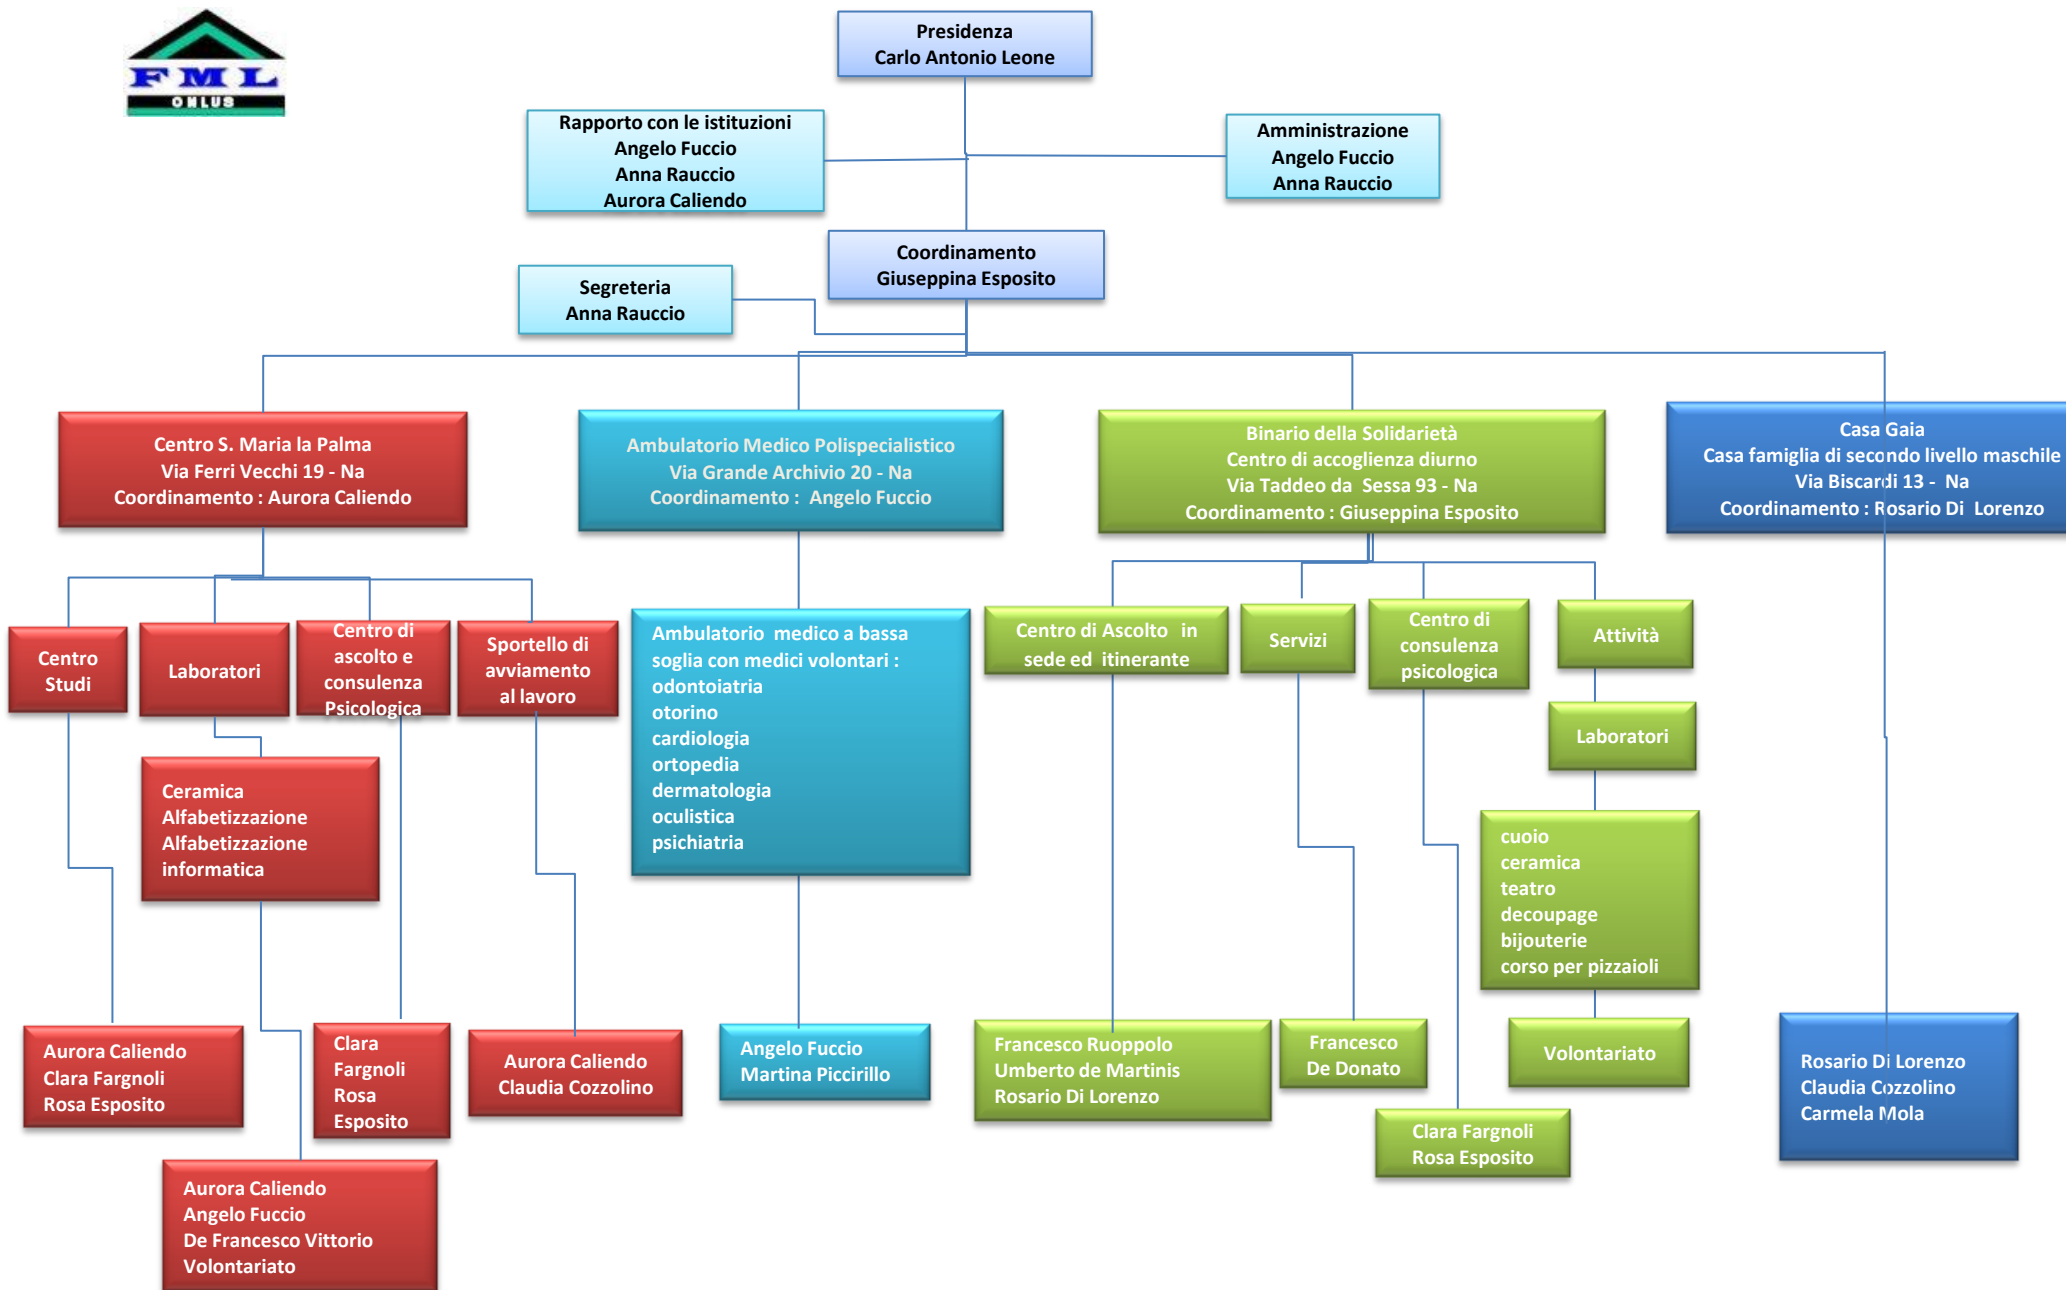 FML
ONLUS
Presidenza
Carlo Antonio Leone
Rapporto con le istituzioni
Angelo Fuccio
Anna Rauccio
Aurora Caliendo
Amministrazione
Angelo Fuccio
Anna Rauccio
Coordinamento
Giuseppina Esposito
Segreteria
Anna Rauccio
Centro S. Maria la Palma
Via Ferri Vecchi 19 - Na
Coordinamento : Aurora Caliendo
Ambulatorio Medico Polispecialistico
Via Grande Archivio 20 - Na
Coordinamento : Angelo Fuccio
Binario della Solidarietà
Centro di accoglienza diurno
Via Taddeo da Sessa 93 - Na
Coordinamento : Giuseppina Esposito
Casa Gaia
Casa famiglia di secondo livello maschile
Via Biscardi 13 - Na
Coordinamento : Rosario Di Lorenzo
Centro
Studi
Laboratori
Centro di
ascolto e
consulenza
Psicologica
Sportello di
avviamento
al lavoro
Ambulatorio medico a bassa
soglia con medici volontari :
odontoiatria
otorino
cardiologia
ortopedia
dermatologia
oculistica
psichiatria
Centro di Ascolto in
sede ed itinerante
Servizi
Centro di
consulenza
psicologica
Attività
Laboratori
Ceramica
Alfabetizzazione
Alfabetizzazione
informatica
cuoio
ceramica
teatro
decoupage
bijouterie
corso per pizzaioli
Aurora Caliendo
Clara Fargnoli
Rosa Esposito
Clara
Fargnoli
Rosa
Esposito
Aurora Caliendo
Claudia Cozzolino
Angelo Fuccio
Martina Piccirillo
Francesco Ruoppolo
Umberto de Martinis
Rosario Di Lorenzo
Francesco
De Donato
Volontariato
Rosario Di Lorenzo
Claudia Cozzolino
Carmela Mola
Clara Fargnoli
Rosa Esposito
Aurora Caliendo
Angelo Fuccio
De Francesco Vittorio
Volontariato